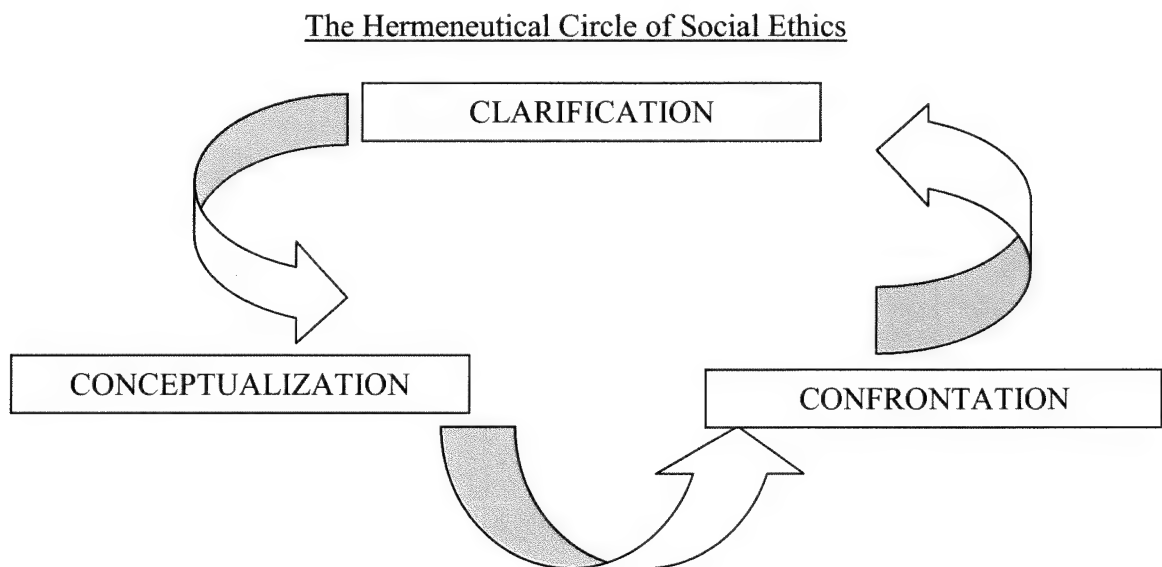 The Hermeneutical Circle of Social Ethics
CLARIFICATION
CONCEPTUALIZATION
CONFRONTATION